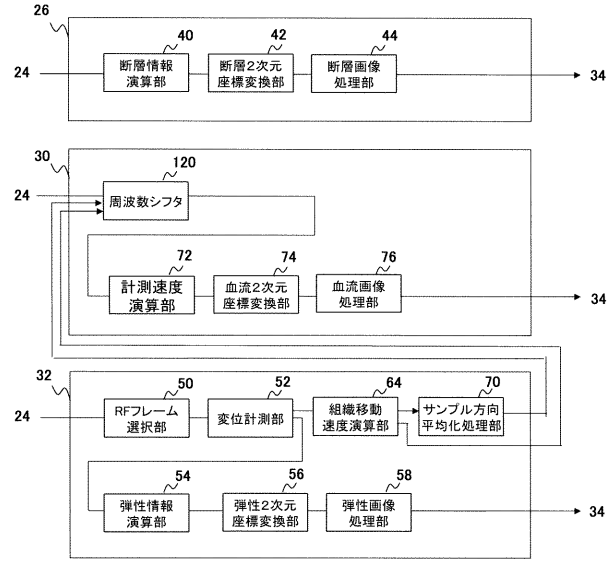 26
40
42
44
24
断層情報
演算部
断層2次元
座標変換部
断層画像
処理部
34
30
120
24
周波数シフタ
72
74
76
計測速度
演算部
血流2次元
座標変換部
血流画像
処理部
34
32
50
52
64
70
24
RFフレーム
選択部
変位計測部
組織移動
速度演算部
サンプル方向
平均化処理部
54
56
58
弾性情報
演算部
弾性2次元
座標変換部
弾性画像
処理部
34